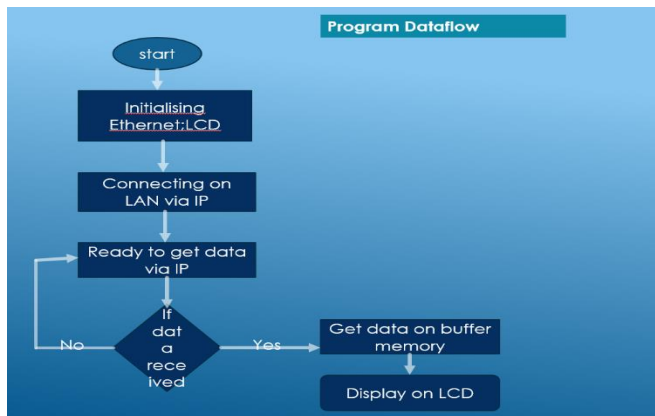 Program Dataflow
start
Initialising
Ethernet;LCD
Connecting on
LAN via IP
Ready to get data
via IP
If
dat
a
rece
ived
No
Yes
Get data on buffer
memory
Display on LCD